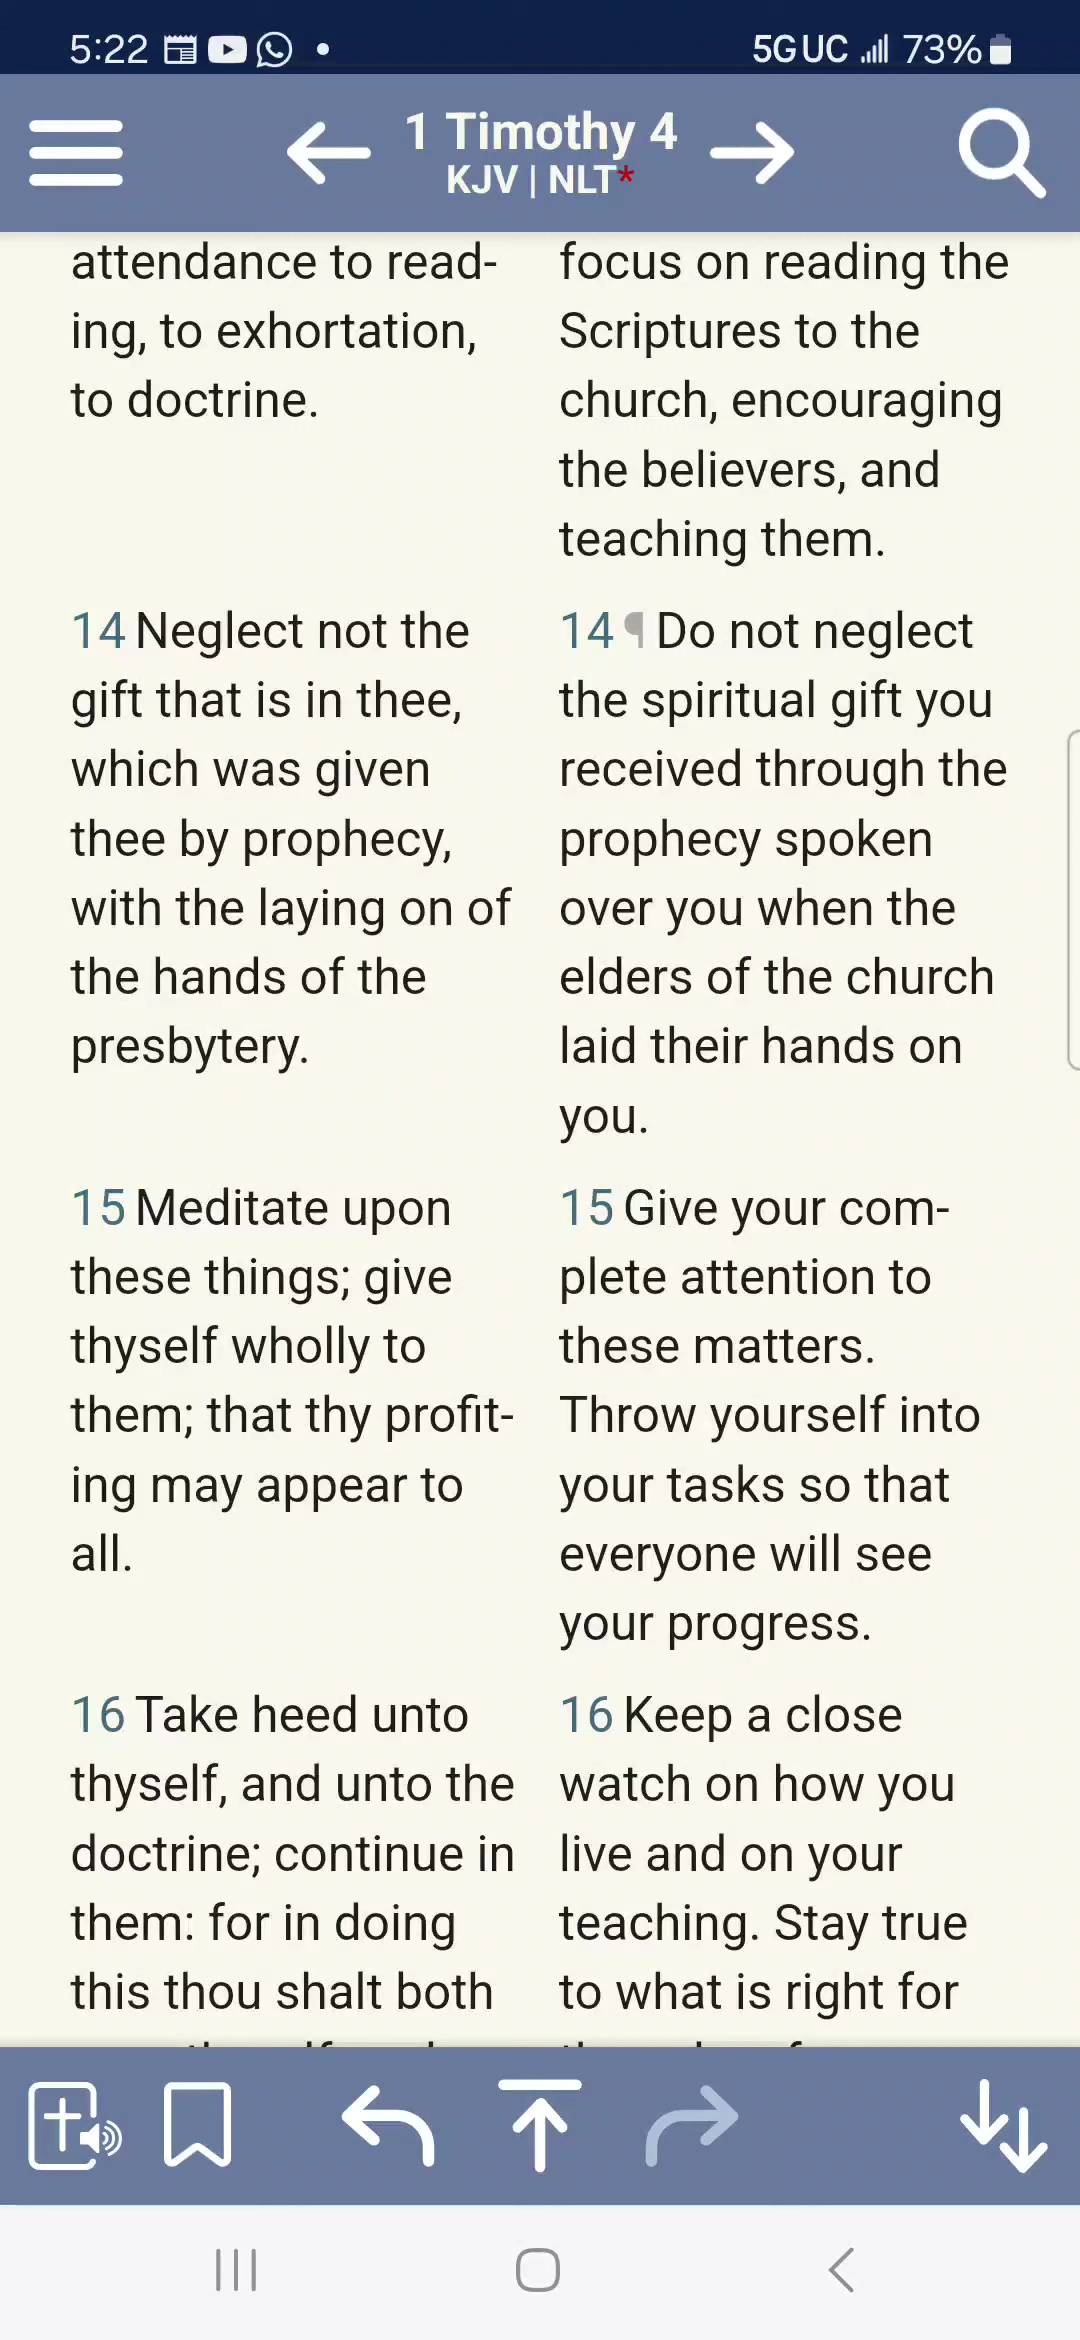 5:22
5G UC 73%
1 Timothy 4
KJV | NLT*
attendance to read-
ing, to exhortation,
to doctrine.
focus on reading the
Scriptures to the
church, encouraging
the believers, and
teaching them.
14 Neglect not the
gift that is in thee,
which was given
thee by prophecy,
with the laying on of
the hands of the
presbytery.
14 ¶ Do not neglect
the spiritual gift you
received through the
prophecy spoken
over you when the
elders of the church
laid their hands on
you.
15 Meditate upon
these things; give
thyself wholly to
them; that thy profit-
ing may appear to
all.
15 Give your com-
plete attention to
these matters.
Throw yourself into
your tasks so that
everyone will see
your progress.
16 Take heed unto
thyself, and unto the
doctrine; continue in
them: for in doing
this thou shalt both
16 Keep a close
watch on how you
live and on your
teaching. Stay true
to what is right for